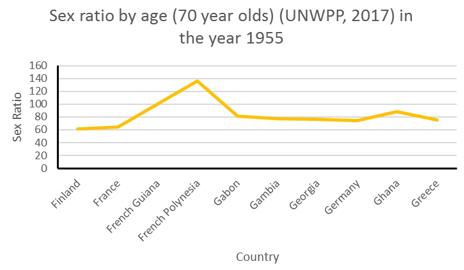 Sex ratio by age (70 year olds) (UNWPP, 2017) in
the year 1955
160
140
120
100
80
60
40
20
0
Sex Ratio
Finland
France
French Guiana
French Polynesia
Gabon
Gambia
Georgia
Germany
Ghana
Greece
Country